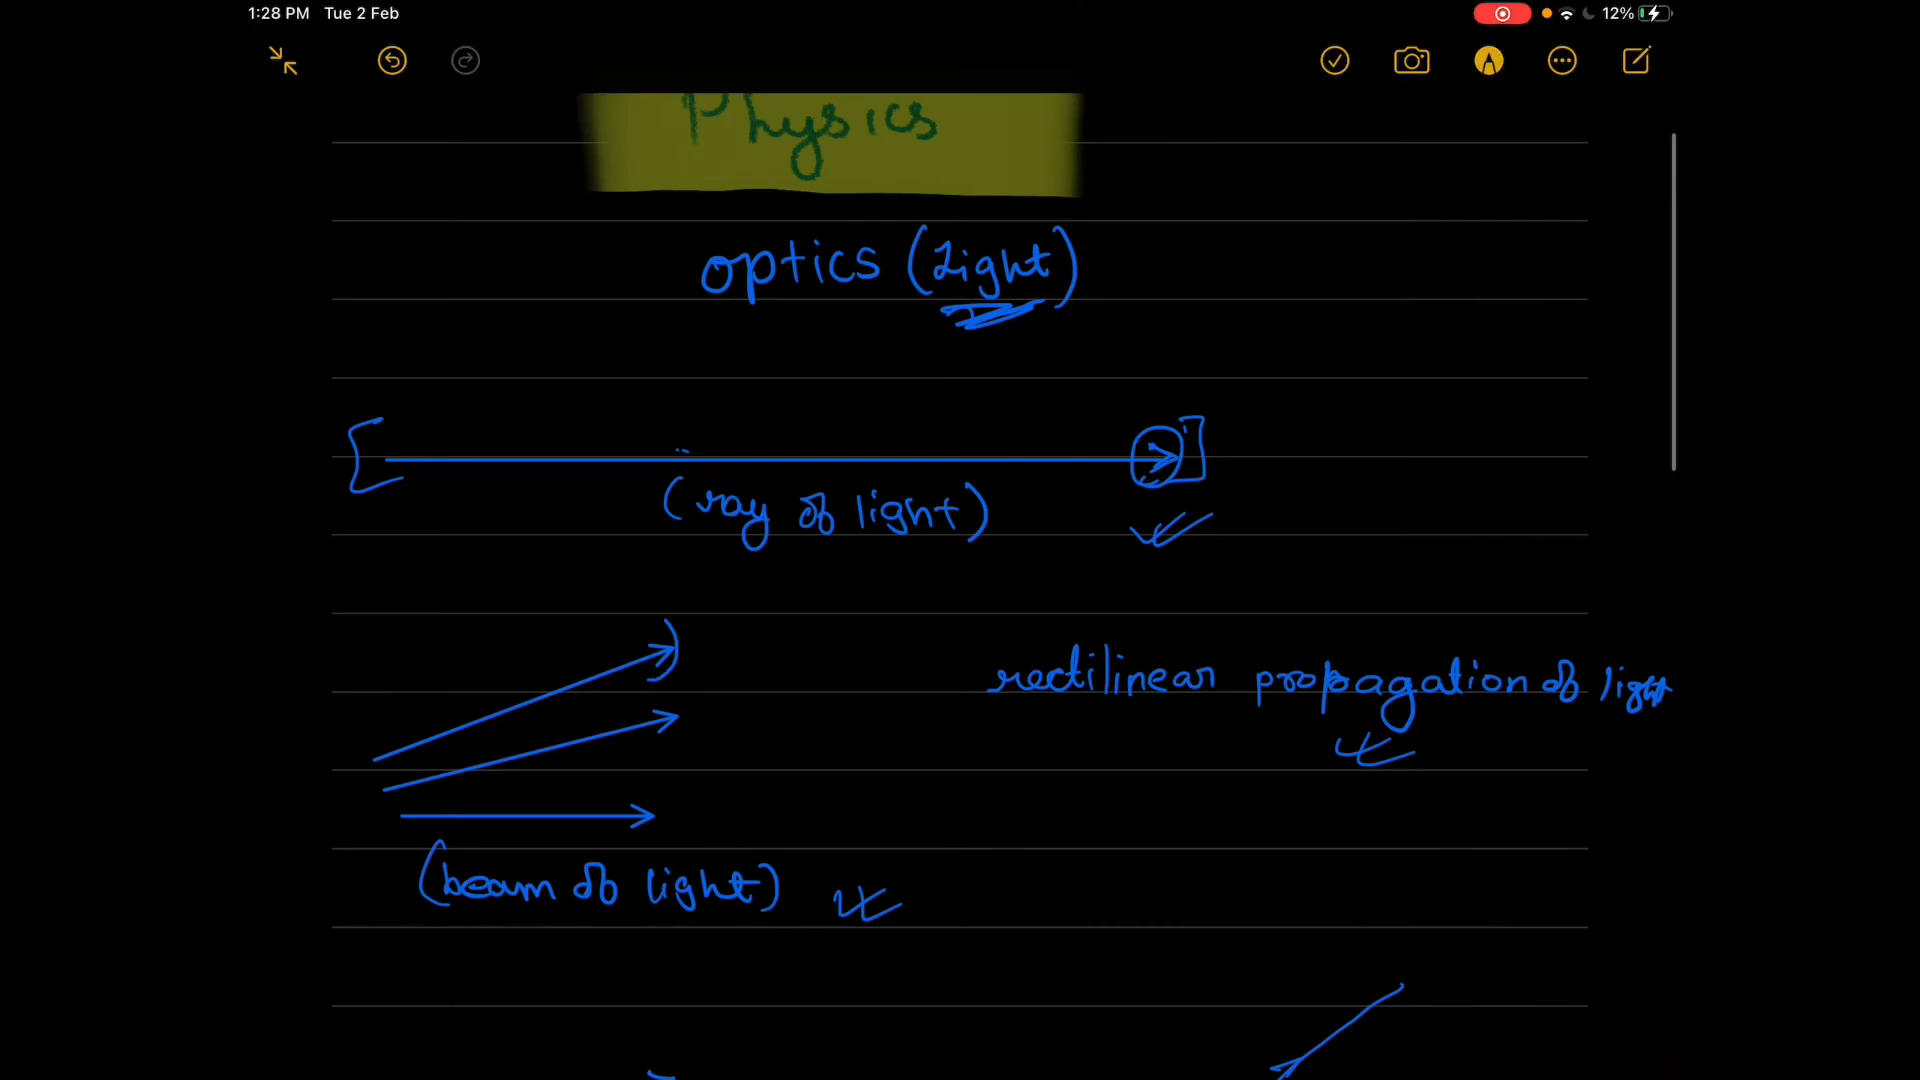 1:28 PM Tue 2 Feb 12%
Physics
optics (Light)
(ray of light)
rectilinear propagation of light
(beam of light)